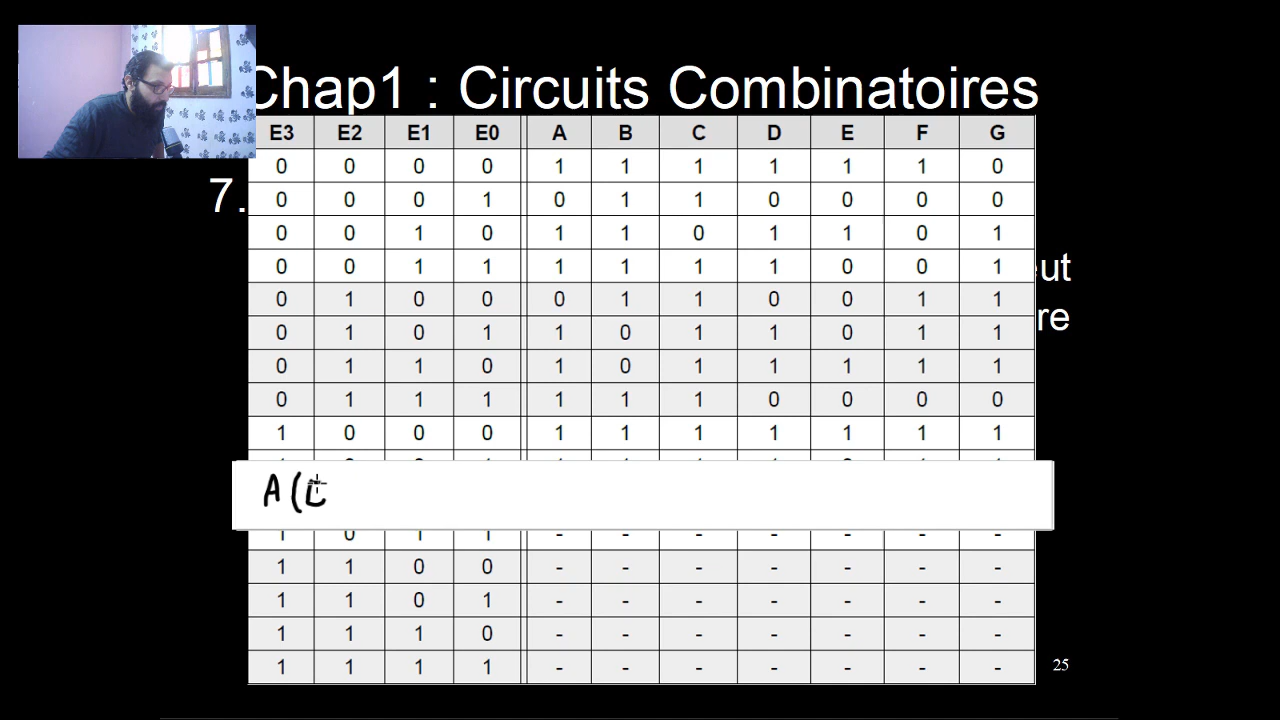 Chap1 : Circuits Combinatoires
E3 E2 E1 E0 A B C D E F G
0 0 0 0 1 1 1 1 1 1 0
7.
0 0 0 1 0 1 1 0 0 0 0
0 0 1 0 1 1 0 1 1 0 1
0 0 1 1 1 1 1 1 0 0 1
eut
0 1 0 0 0 1 1 0 0 1 1
re
0 1 0 1 1 0 1 1 0 1 1
0 1 1 0 1 0 1 1 1 1 1
0 1 1 1 1 1 1 0 0 0 0
1 0 0 0 1 1 1 1 1 1 1
A(
1 0 1 1 - - - - - - -
1 1 0 0 - - - - - - -
1 1 0 1 - - - - - - -
1 1 1 0 - - - - - - -
1 1 1 1 - - - - - - -
25